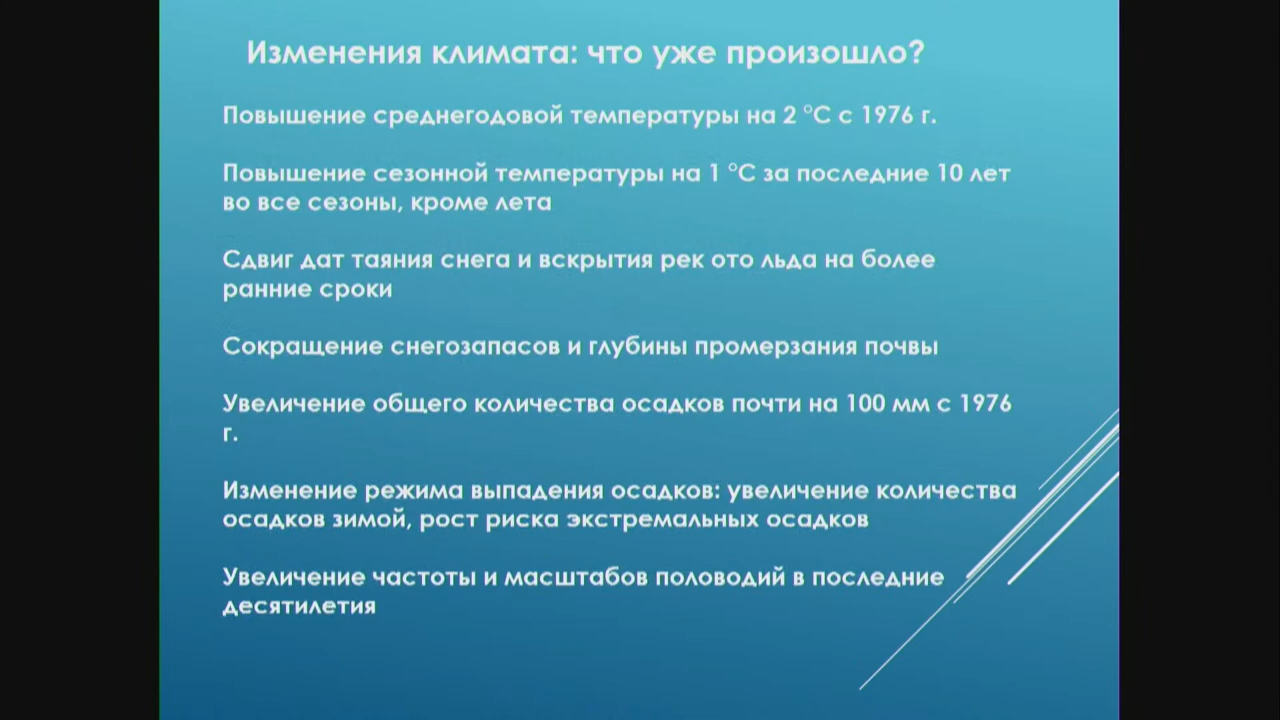 Изменения климата: что уже произошло?
Повышение среднегодовой температуры на 2 °С с 1976 г.
Повышение сезонной температуры на 1 °С за последние 10 лет
во все сезоны, кроме лета
Сдвиг дат таяния снега и вскрытия рек ото льда на более
ранние сроки
Сокращение снегозапасов и глубины промерзания почвы
Увеличение общего количества осадков почти на 100 мм с 1976
г.
Изменение режима выпадения осадков: увеличение количества
осадков зимой, рост риска экстремальных осадков
Увеличение частоты и масштабов половодий в последние
десятилетия